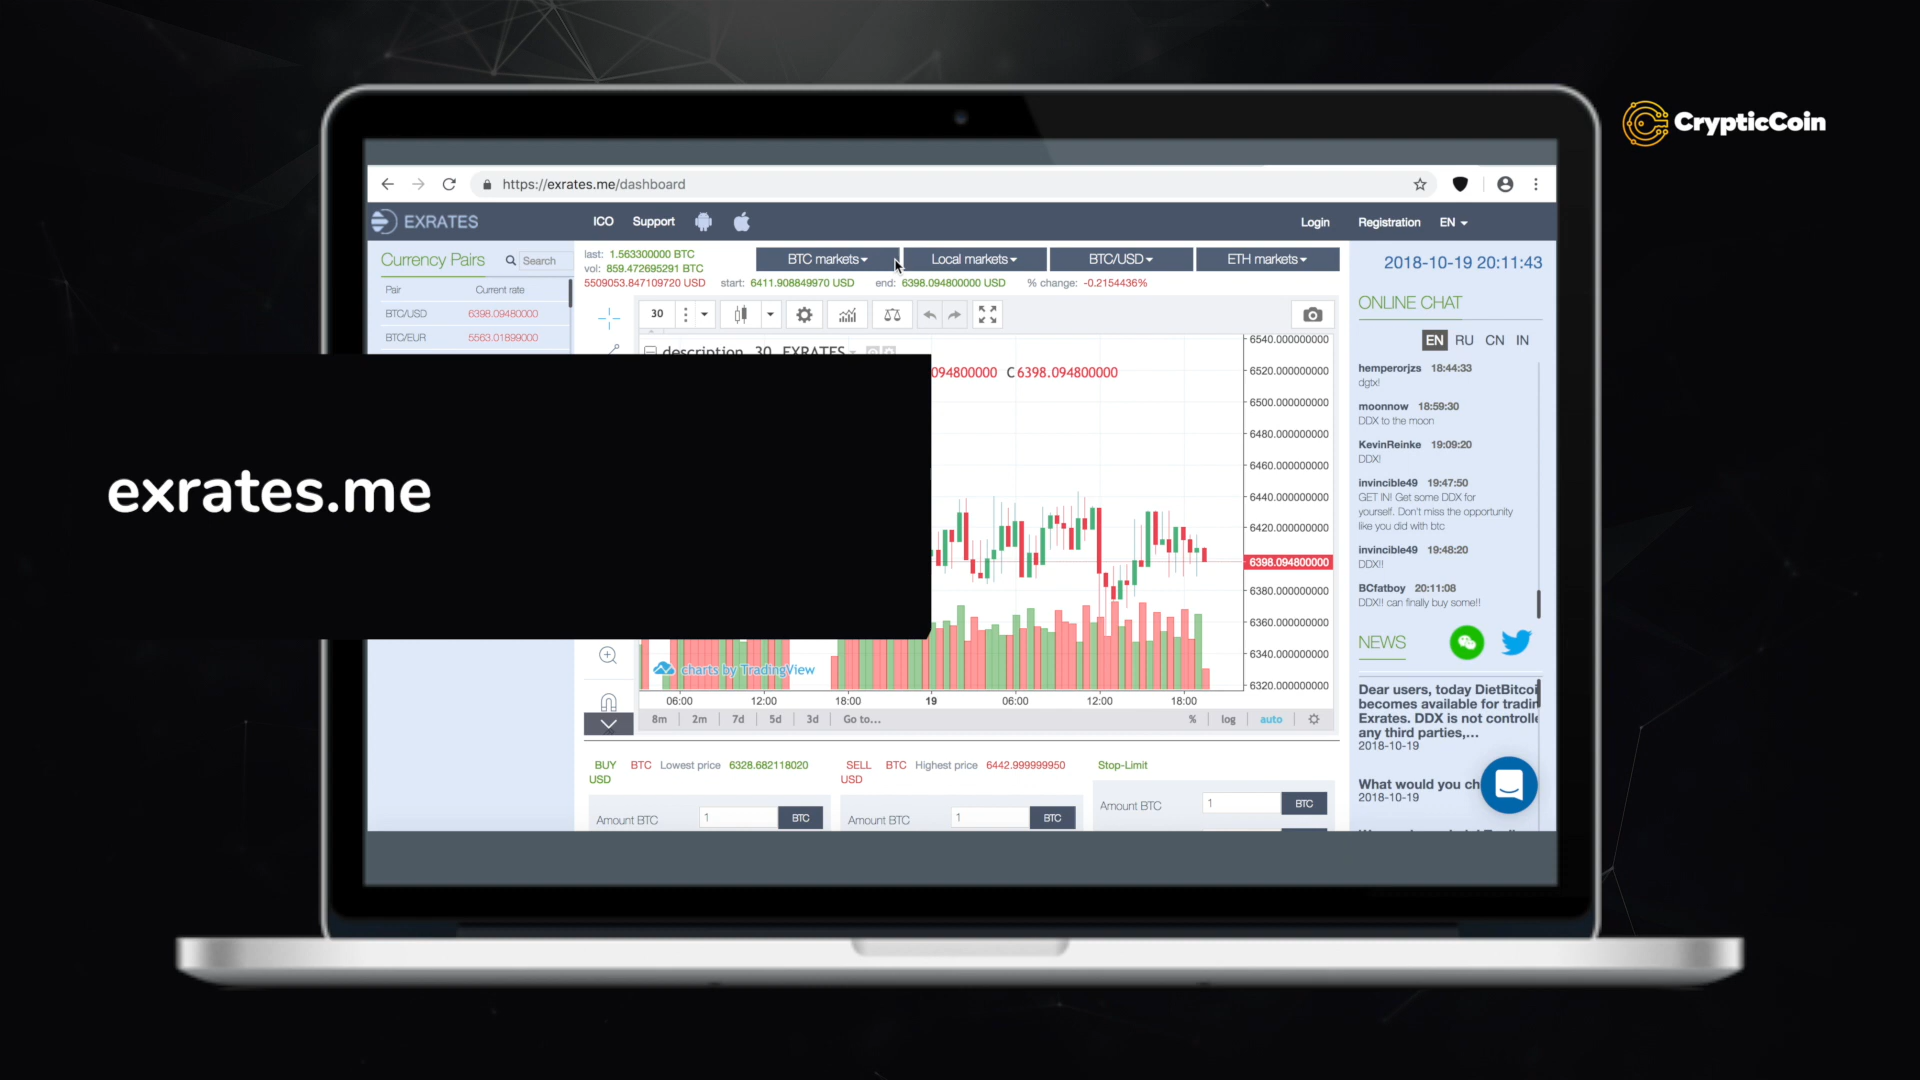 CrypticCoin
https://exrates.me/dashboard
EXRATES
ICO Support
Login Registration EN
Currency Pairs
Search
Pair Current rate
BTC/USD 6398.09480000
BTC/EUR 5563.01899000
last: 1.563300000 BTC
vol: 859.472695291 BTC
BTC markets Local markets BTC/USD ETH markets
5509053.847109720 USD start: 6411.908849970 USD end: 6398.094800000 USD % change: -0.2154436%
30
description, 30, EXRATES
094800000 C6398.094800000
exrates.me
6540.000000000
6520.000000000
6500.000000000
6480.000000000
6460.000000000
6440.000000000
6420.000000000
6398.094800000
6380.000000000
6360.000000000
6340.000000000
6320.000000000
charts by TradingView
06:00 12:00 18:00 19 06:00 12:00 18:00
8m 2m 7d 5d 3d Go to... % log auto
BUY BTC Lowest price 6328.682118020
USD
SELL BTC Highest price 6442.999999950
USD
Stop-Limit
Amount BTC 1 BTC
Amount BTC 1 BTC
Amount BTC 1 BTC
2018-10-19 20:11:43
ONLINE CHAT
EN RU CN IN
hemperorjzs 18:44:33
dgtx!
moonnow 18:59:30
DDX to the moon
KevinReinke 19:09:20
DDX!
invincible49 19:47:50
GET IN! Get some DDX for
yourself. Don't miss the opportunity
like you did with btc
invincible49 19:48:20
DDX!!
BCfatboy 20:11:08
DDX!! can finally buy some!!
NEWS
Dear users, today DietBitcoi
becomes available for tradin
Exrates. DDX is not controlle
any third parties,...
2018-10-19
What would you ch
2018-10-19